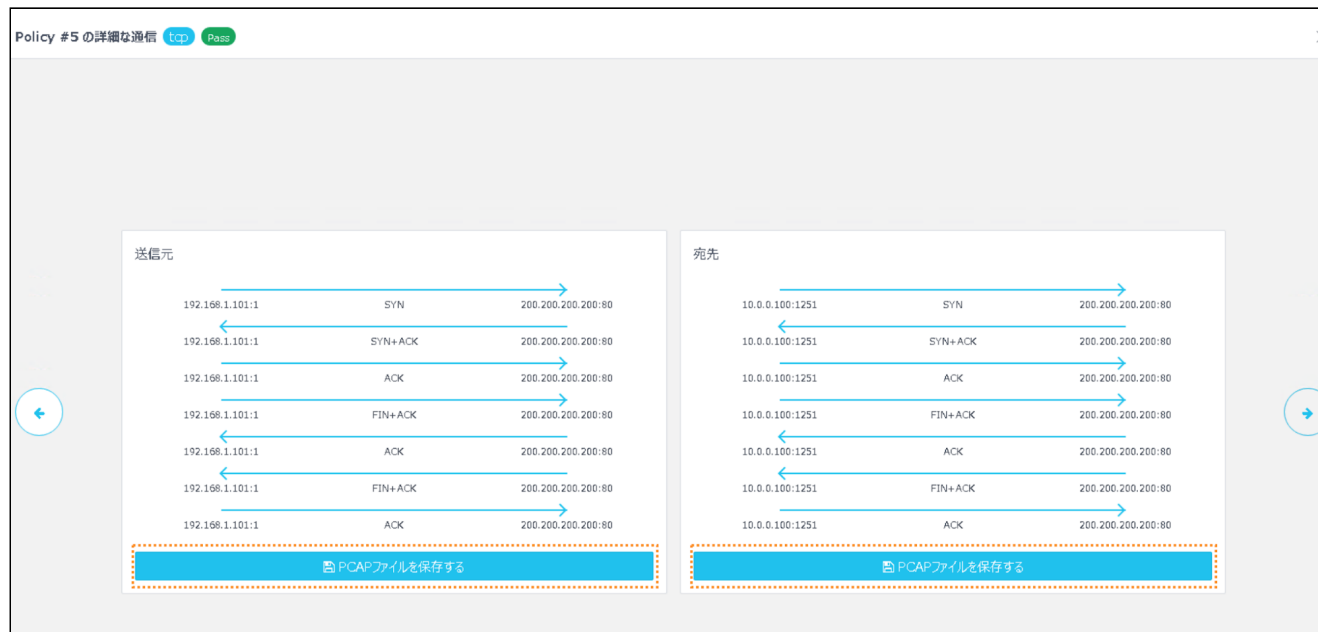 Policy #5 の詳細な通信 tcp Pass
送信元
192.168.1.101:1 SYN 200.200.200.200:80
192.168.1.101:1 SYN+ACK 200.200.200.200:80
192.168.1.101:1 ACK 200.200.200.200:80
192.168.1.101:1 FIN+ACK 200.200.200.200:80
192.168.1.101:1 ACK 200.200.200.200:80
192.168.1.101:1 FIN+ACK 200.200.200.200:80
192.168.1.101:1 ACK 200.200.200.200:80
PCAPファイルを保存する
宛先
10.0.0.100:1251 SYN 200.200.200.200:80
10.0.0.100:1251 SYN+ACK 200.200.200.200:80
10.0.0.100:1251 ACK 200.200.200.200:80
10.0.0.100:1251 FIN+ACK 200.200.200.200:80
10.0.0.100:1251 ACK 200.200.200.200:80
10.0.0.100:1251 FIN+ACK 200.200.200.200:80
10.0.0.100:1251 ACK 200.200.200.200:80
PCAPファイルを保存する